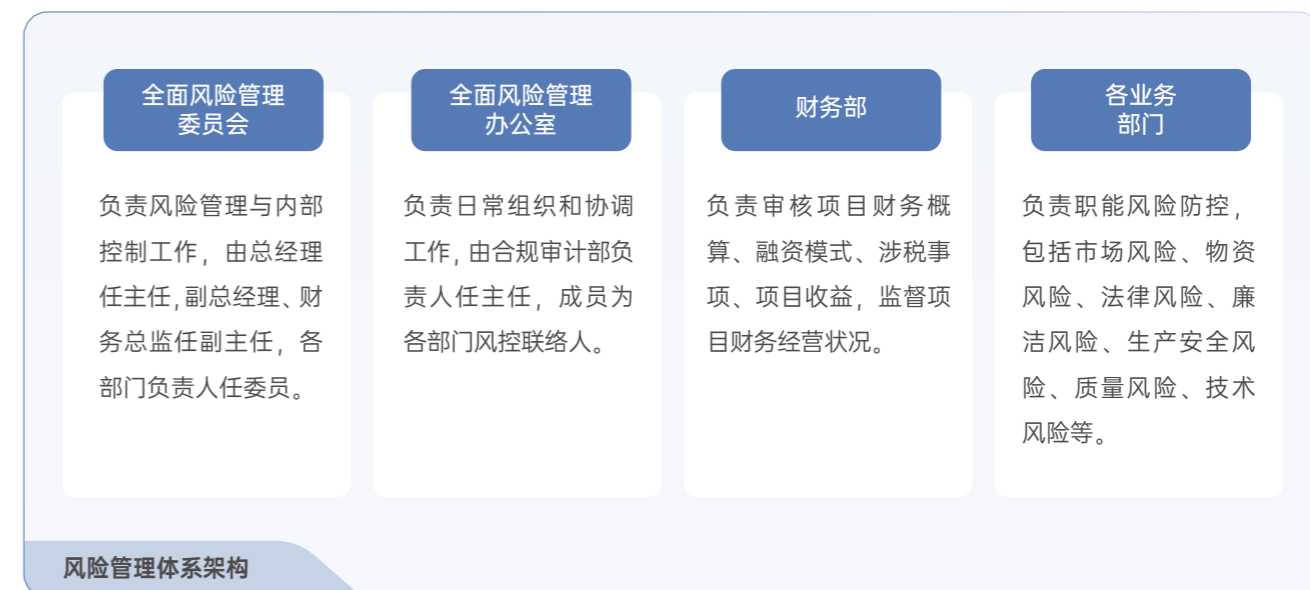 全面风险管理
委员会
负责风险管理与内部
控制工作，由总经理
任主任，副总经理、财
务总监任副主任，各
部门负责人任委员。
全面风险管理
办公室
负责日常组织和协调
工作，由合规审计部负
责人任主任，成员为
各部门风控联络人。
财务部
负责审核项目财务概
算、融资模式、涉税事
项、项目收益，监督项
目财务经营状况。
各业务
部门
负责职能风险防控，
包括市场风险、物资
风险、法律风险、廉
洁风险、生产安全风
险、质量风险、技术
风险等。
风险管理体系架构